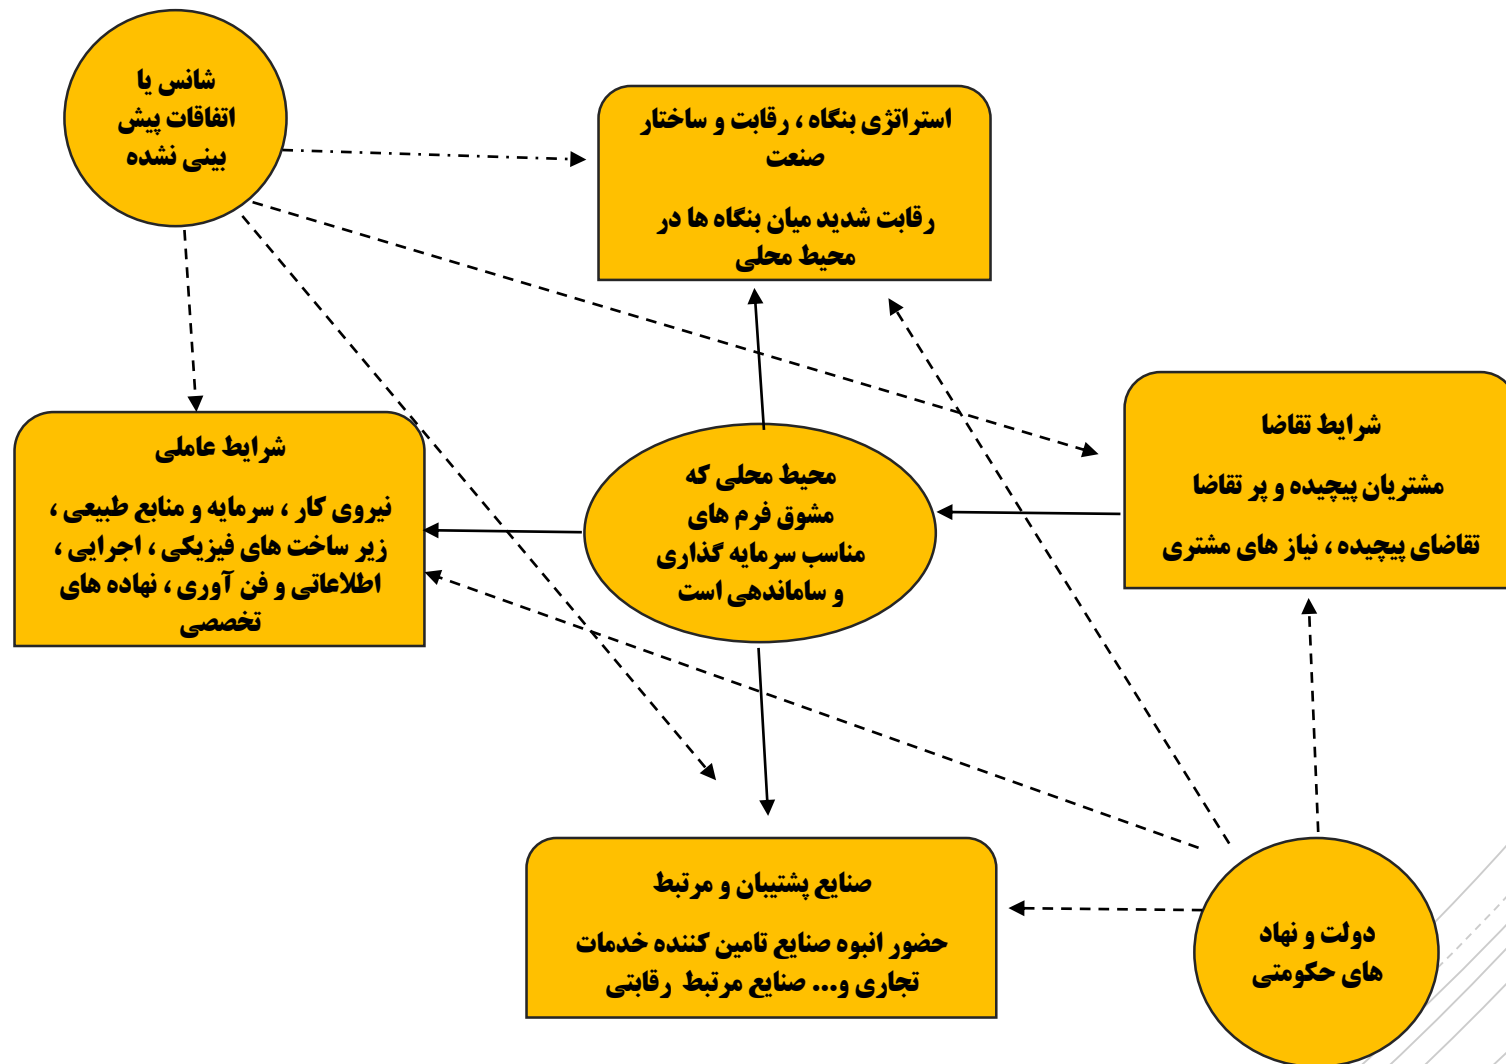 شانس یا
اتفاقات پیش
بینی نشده
استراتژی بنگاه ، رقابت و ساختار
صنعت
رقابت شدید میان بنگاه ها در
محیط محلی
شرایط تقاضا
مشتریان پیچیده و پر تقاضا
تقاضای پیچیده ، نیاز های مشتری
محیط محلی که
مشوق فرم های
مناسب سرمایه گذاری
و ساماندهی است
شرایط عاملی
نیروی کار ، سرمایه و منابع طبیعی ،
زیر ساخت های فیزیکی ، اجرایی ،
اطلاعاتی و فن آوری ، نهاده های
تخصصی
صنایع پشتیبان و مرتبط
حضور انبوه صنایع تامین کننده خدمات
تجاری و... صنایع مرتبط رقابتی
دولت و نهاد
های حکومتی